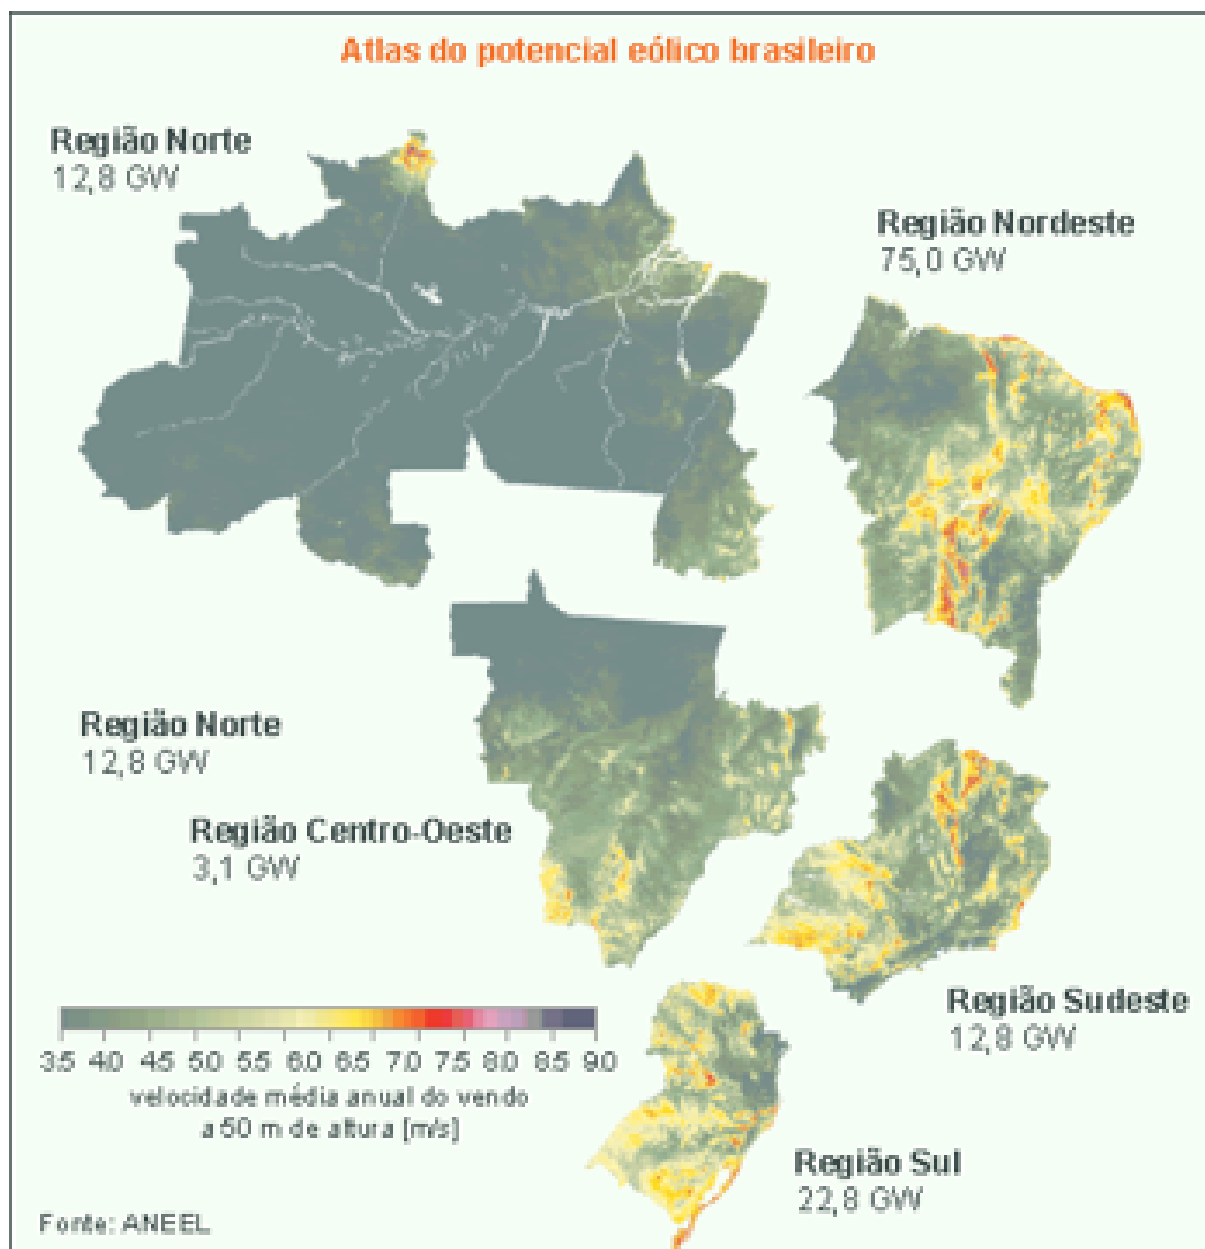 Atlas do potencial eólico brasileiro
Região Norte
12,8 GW
Região Nordeste
75,0 GW
Região Norte
12,8 GW
Região Centro-Oeste
3,1 GW
Região Sudeste
12,8 GW
3.5 4.0 4.5 5.0 5.5 6.0 6.5 7.0 7.5 8.0 8.5 9.0
velocidade média anual do vendo
a 50 m de altura [m/s]
Região Sul
22,8 GW
Fonte: ANEEL